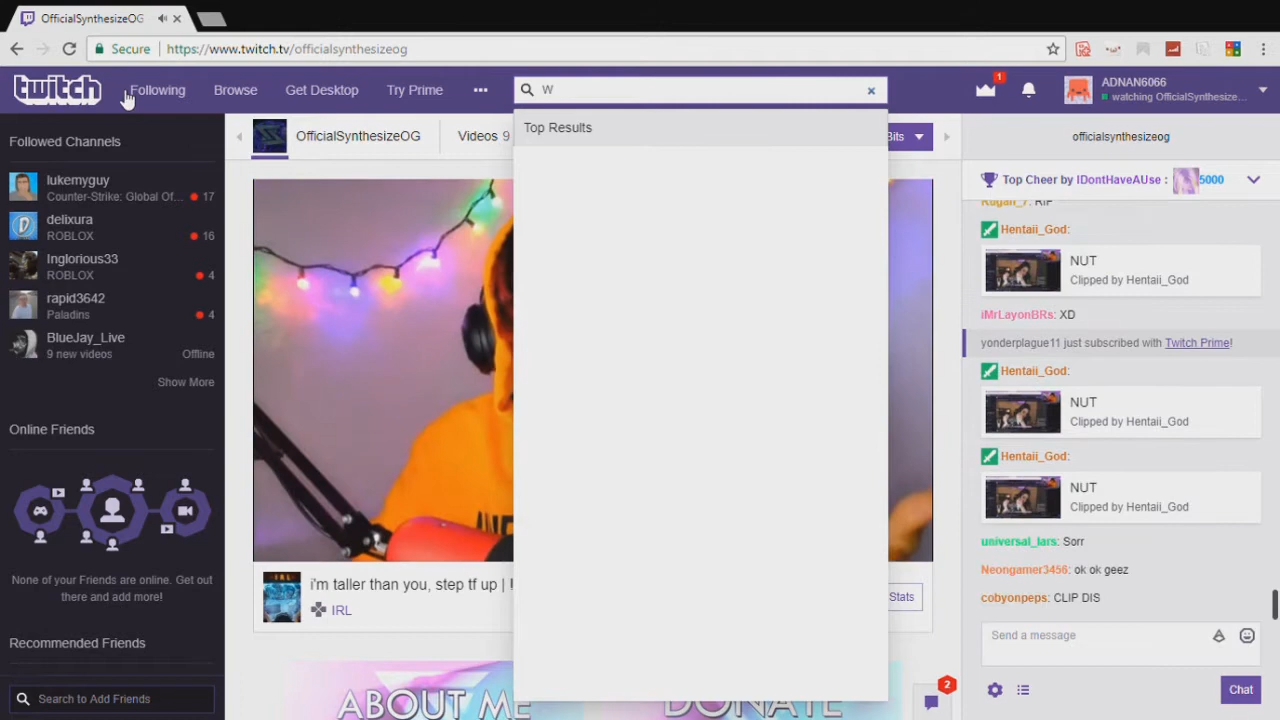 OfficialSynthesizeOG
Secure
https://www.twitch.tv/officialsynthesizeog
twitch
Following
Browse
Get Desktop
Try Prime
W
1
ADNAN6066
watching OfficialSynthesize...
Followed Channels
lukemyguy
Counter-Strike: Global Of...
17
delixura
ROBLOX
16
Inglorious33
ROBLOX
4
rapid3642
Paladins
4
BlueJay_Live
9 new videos
Offline
Show More
Online Friends
None of your Friends are online. Get out
there and add more!
Recommended Friends
Search to Add Friends
OfficialSynthesizeOG
Videos 9
Top Results
Bits
i'm taller than you, step tf up |
IRL
Stats
ABOUT ME
DONATE
2
officialsynthesizeog
Top Cheer by IDontHaveAUse :
5000
Rugan_7: RIP
Hentaii_God:
NUT
Clipped by Hentaii_God
iMrLayonBRs: XD
yonderplague11 just subscribed with Twitch Prime!
Hentaii_God:
NUT
Clipped by Hentaii_God
Hentaii_God:
NUT
Clipped by Hentaii_God
universal_lars: Sorr
Neongamer3456: ok ok geez
cobyonpeps: CLIP DIS
Send a message
Chat